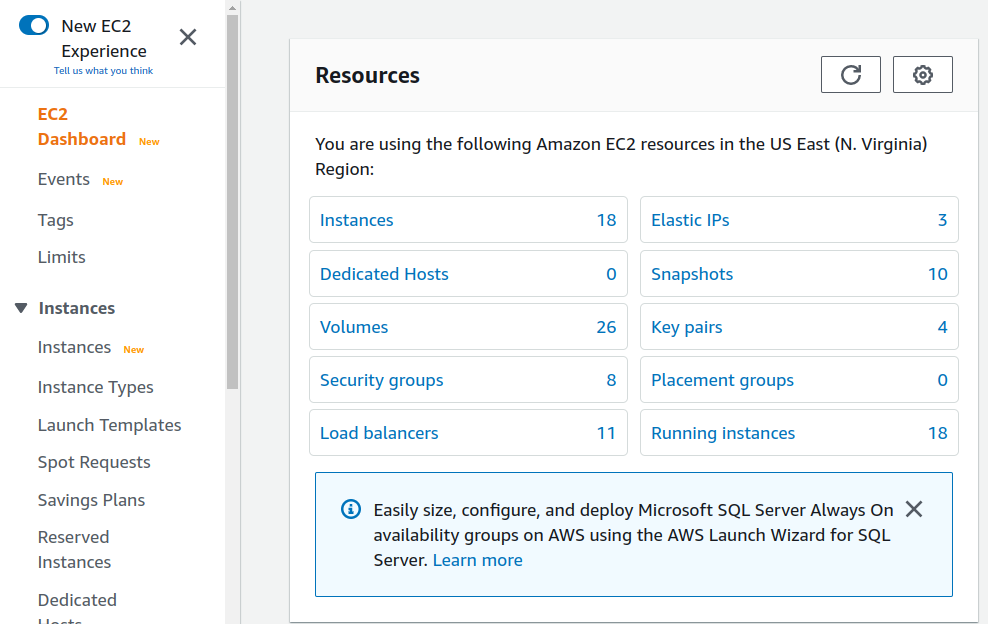 New EC2
Experience
Tell us what you think
EC2
Dashboard New
Events New
Tags
Limits
Instances
Instances New
Instance Types
Launch Templates
Spot Requests
Savings Plans
Reserved
Instances
Dedicated
Hosts
Resources
You are using the following Amazon EC2 resources in the US East (N. Virginia)
Region:
Instances 18
Elastic IPs 3
Dedicated Hosts 0
Snapshots 10
Volumes 26
Key pairs 4
Security groups 8
Placement groups 0
Load balancers 11
Running instances 18
Easily size, configure, and deploy Microsoft SQL Server Always On
availability groups on AWS using the AWS Launch Wizard for SQL
Server. Learn more